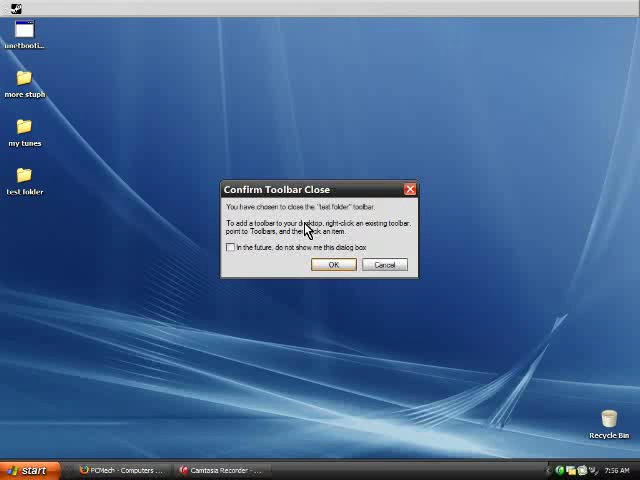 unetbooti...
more stuph
my tunes
test folder
Confirm Toolbar Close
You have chosen to close the "test folder" toolbar.
To add a toolbar to your desktop, right-click an existing toolbar,
point to Toolbars, and then click an item.
In the future, do not show me this dialog box
OK
Cancel
Recycle Bin
start
PCMech - Computers ...
Camtasia Recorder - ...
7:56 AM